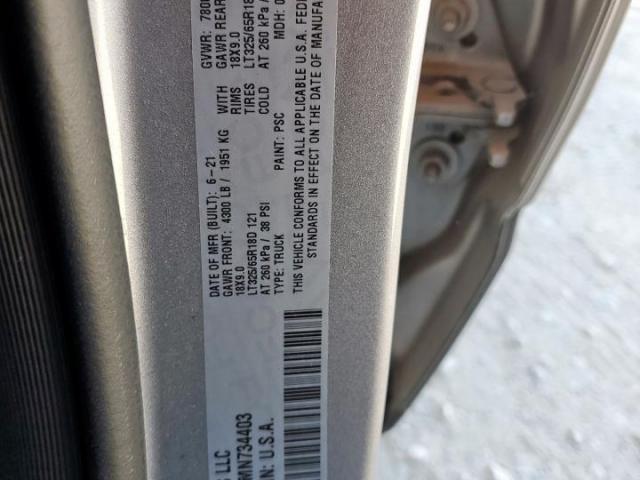 S LLC
MN734403
IN: U.S.A.
DATE OF MFR (BUILT): 6-21
GVWR: 7800
GAWR FRONT: 4300 LB / 1951 KG WITH
GAWR REAR
18X9.0 RIMS 18X9.0
LT325/65R18D 121 TIRES LT325/65R18
AT 260 kPa / 38 PSI COLD AT 260 kPa /
TYPE: TRUCK PAINT: PSC MDH:
THIS VEHICLE CONFORMS TO ALL APPLICABLE U.S.A. FEDE
STANDARDS IN EFFECT ON THE DATE OF MANUFA